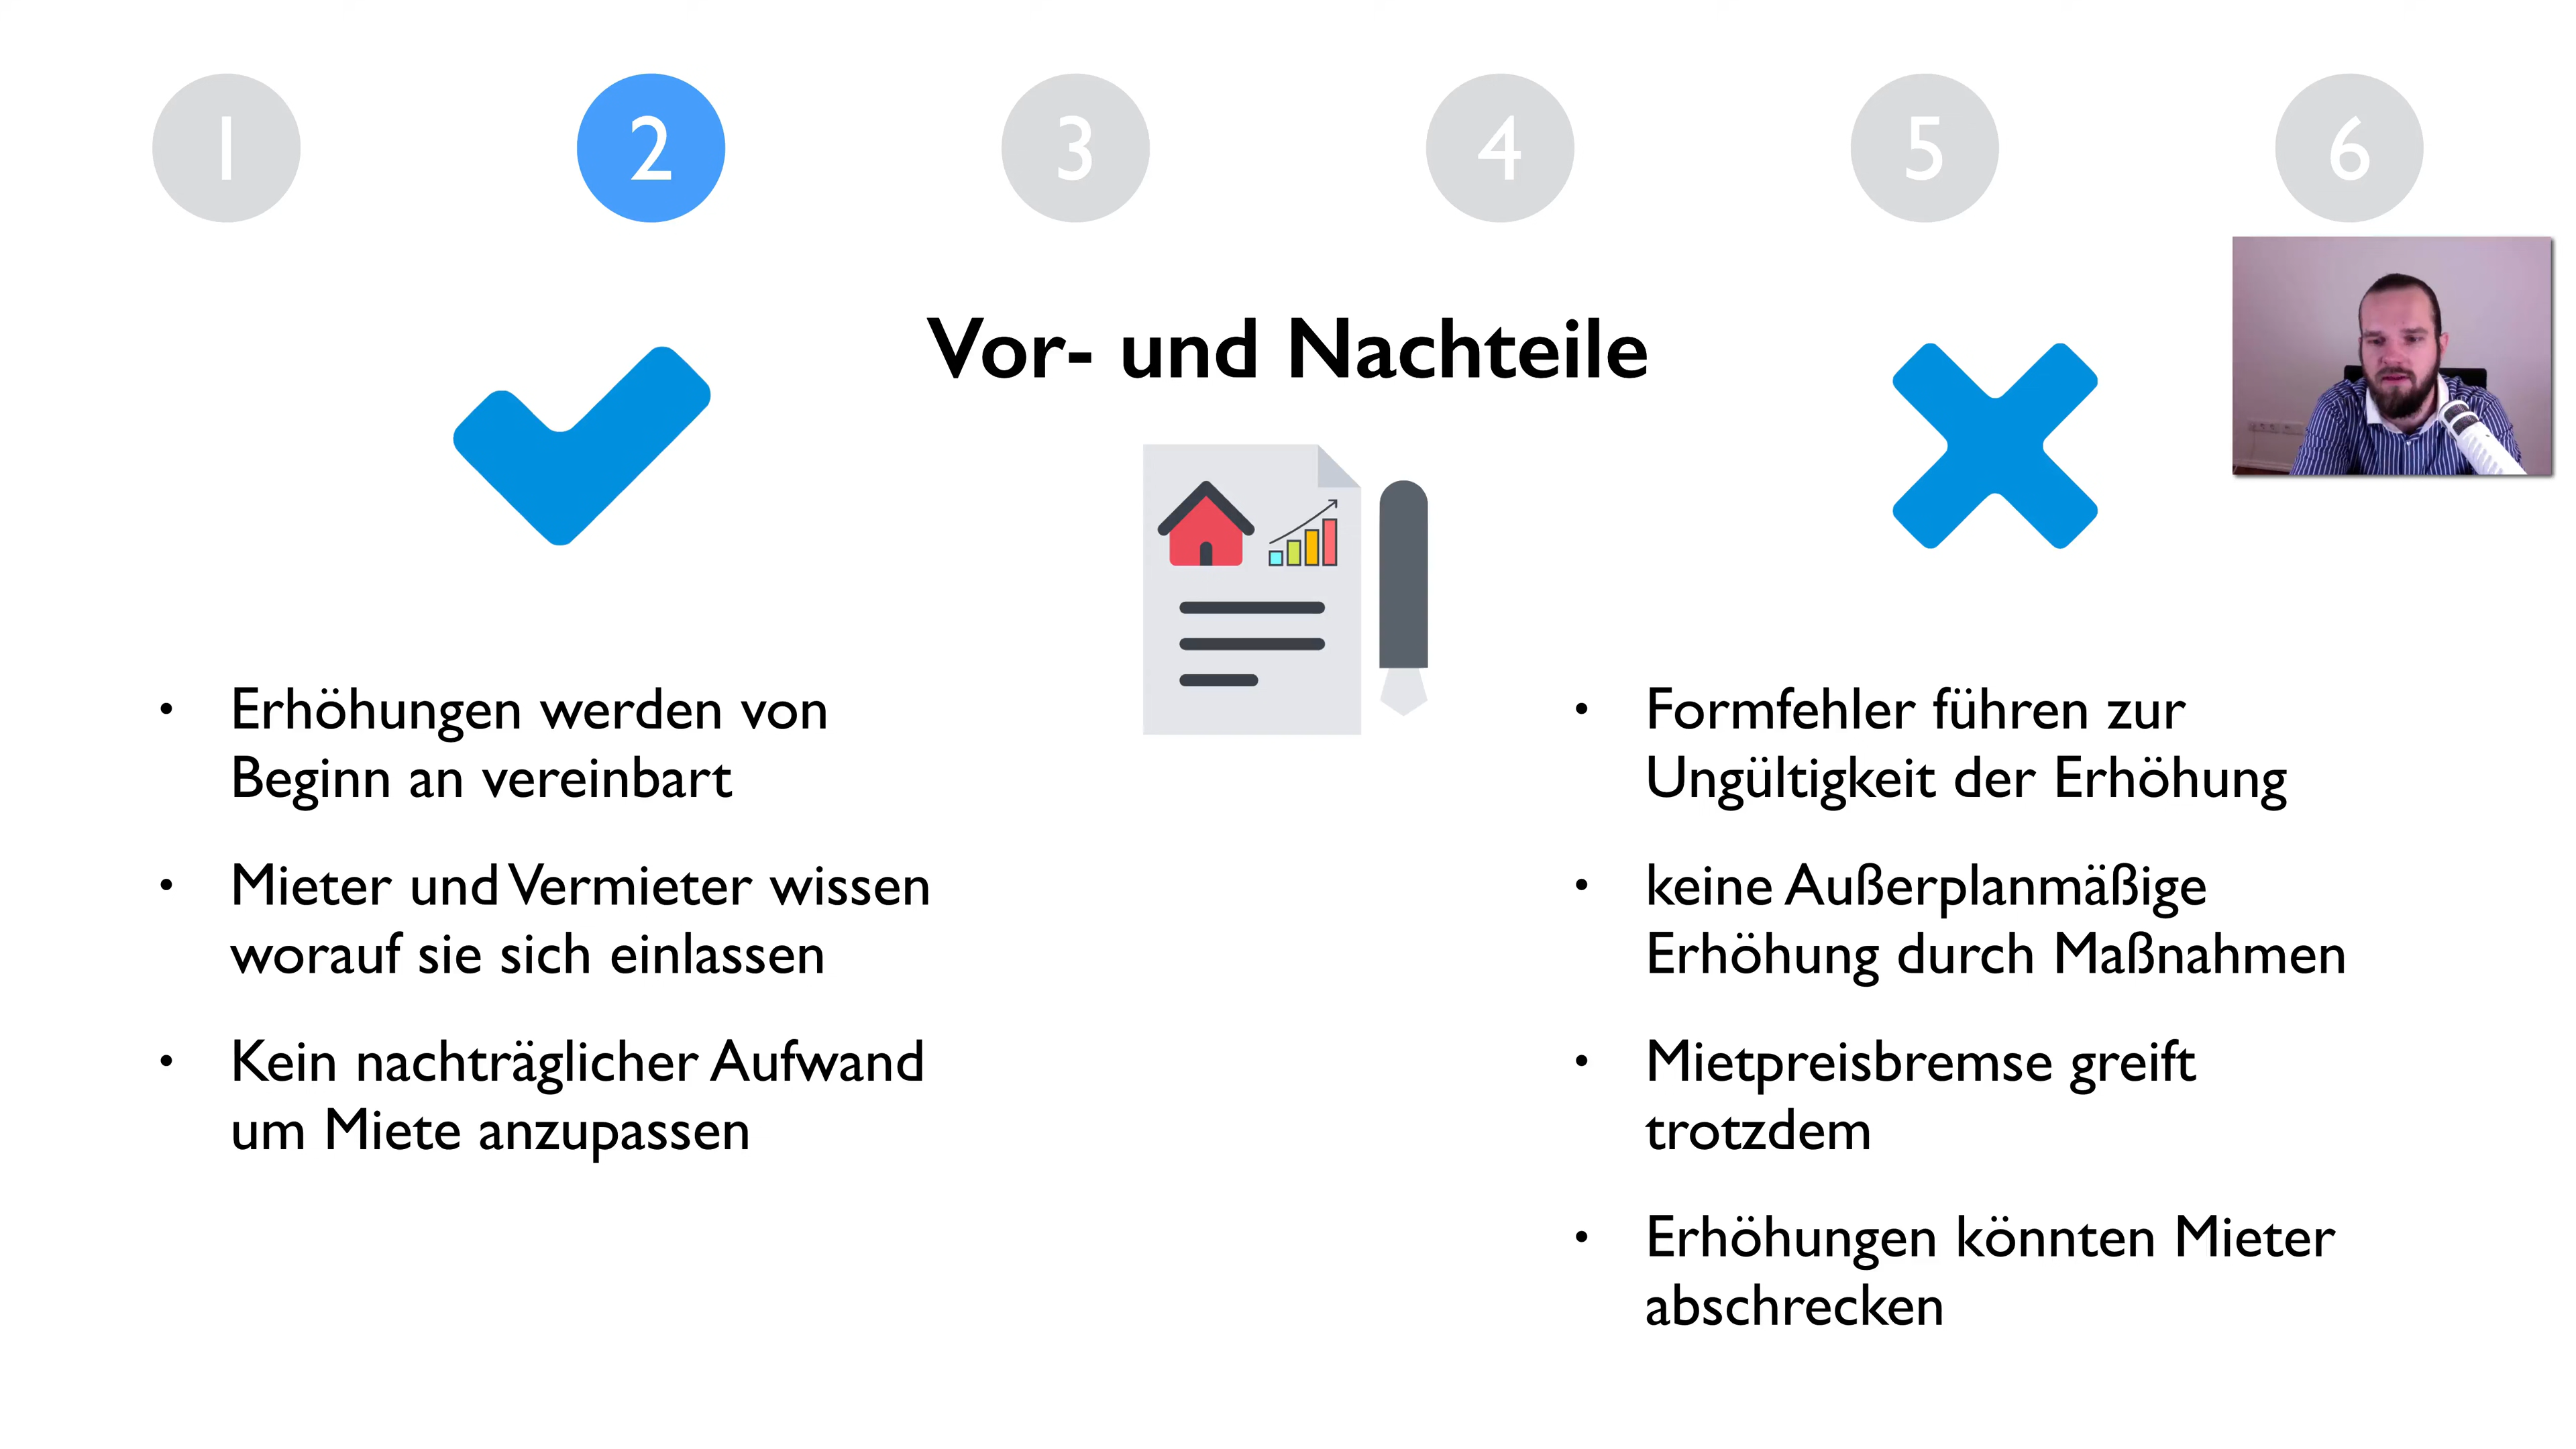 1 2 3 4 5 6
Vor- und Nachteile
• Erhöhungen werden von
Beginn an vereinbart
• Mieter und Vermieter wissen
worauf sie sich einlassen
• Kein nachträglicher Aufwand
um Miete anzupassen
• Formfehler führen zur
Ungültigkeit der Erhöhung
• keine Außerplanmäßige
Erhöhung durch Maßnahmen
• Mietpreisbremse greift
trotzdem
• Erhöhungen könnten Mieter
abschrecken